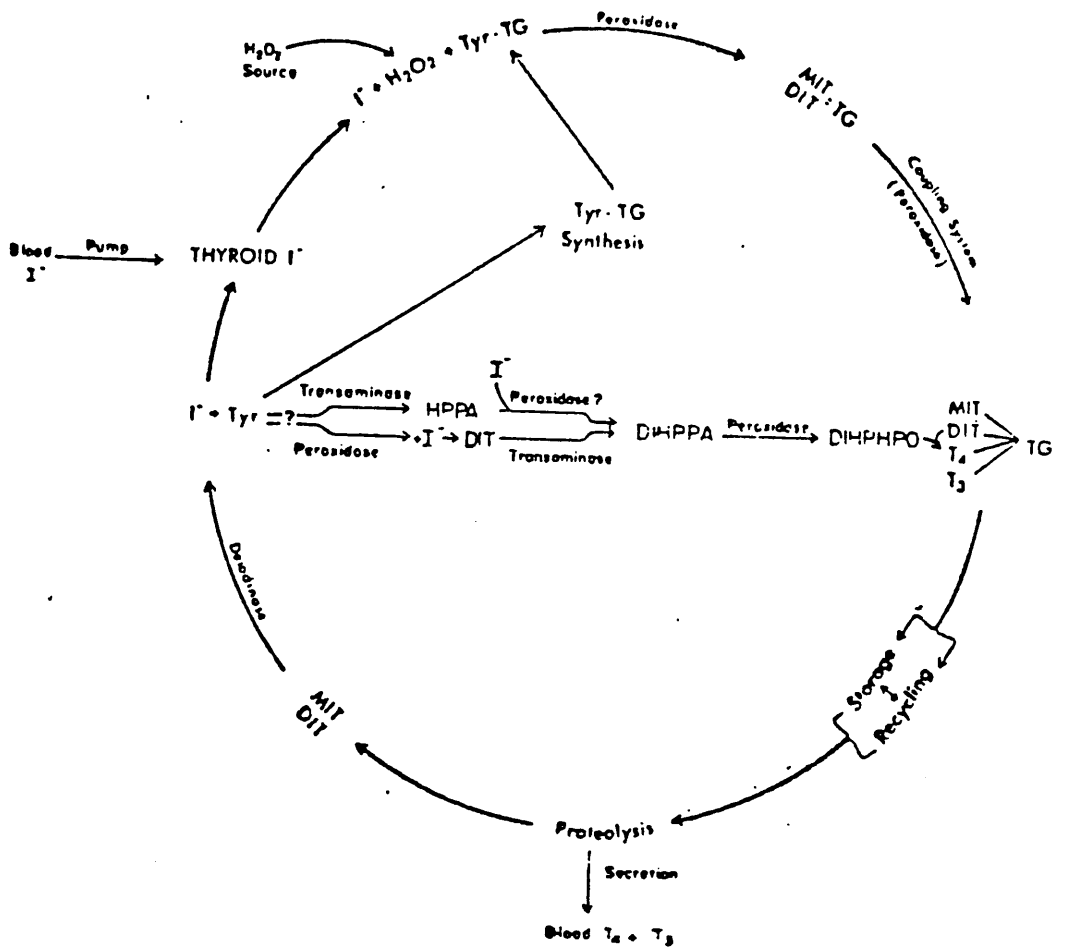 Peroxidase
H₂O₂
Source
I⁻ + H₂O₂ + Tyr-TG
MIT
DIT : TG
Coupling System
(Peroxidase)
Tyr-TG
Synthesis
Blood
I⁻
Pump
THYROID I⁻
I⁻
Transaminase
HPPA
Peroxidase?
I⁻ + Tyr = ?
Peroxidase
+I⁻ → DIT
Transaminase
DIHPPA
Peroxidase
DIHPHPO
MIT
DIT
T₄
T₃
TG
Deiodinase
Storage
Recycling
MIT
DIT
Proteolysis
Secretion
Blood T₄ + T₃